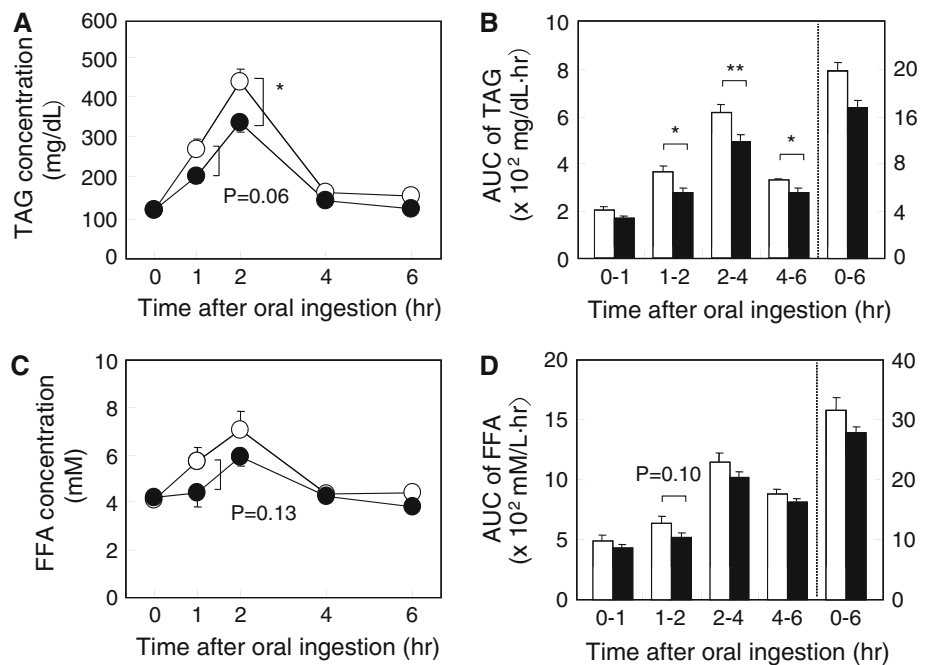 A
TAG concentration
(mg/dL)
600
500
400
300
200
100
0
*
P=0.06
0 1 2 4 6
Time after oral ingestion (hr)
B
AUC of TAG
(x 10² mg/dL·hr)
10
8
6
4
2
0
* ** *
20
16
8
4
0
0-1 1-2 2-4 4-6 0-6
Time after oral ingestion (hr)
C
FFA concentration
(mM)
10
8
6
4
2
0
P=0.13
0 1 2 4 6
Time after oral ingestion (hr)
D
AUC of FFA
(x 10² mM/L·hr)
20
15
10
5
0
P=0.10
40
30
20
10
0
0-1 1-2 2-4 4-6 0-6
Time after oral ingestion (hr)